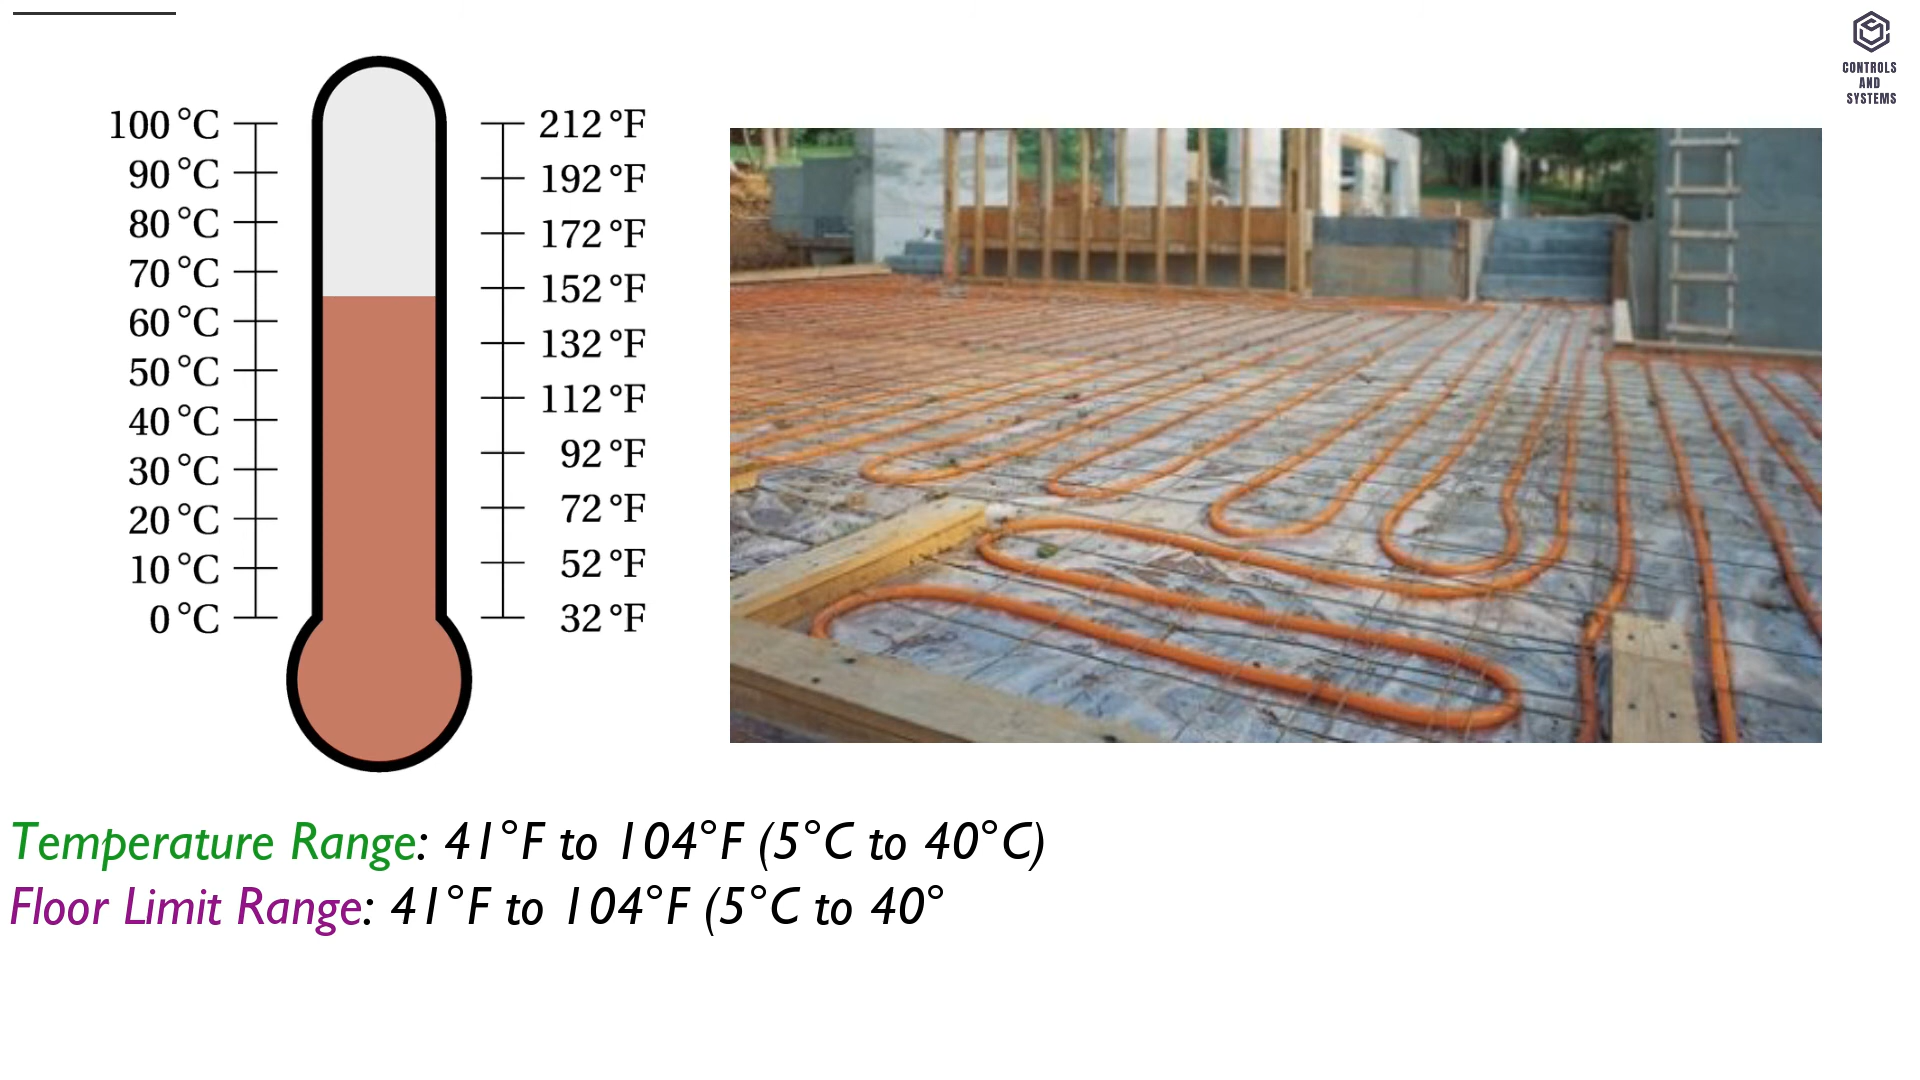 CONTROLS
AND
SYSTEMS
100 °C
90 °C
80 °C
70 °C
60 °C
50 °C
40 °C
30 °C
20 °C
10 °C
0 °C
212 °F
192 °F
172 °F
152 °F
132 °F
112 °F
92 °F
72 °F
52 °F
32 °F
Temperature Range: 41°F to 104°F (5°C to 40°C)
Floor Limit Range: 41°F to 104°F (5°C to 40°